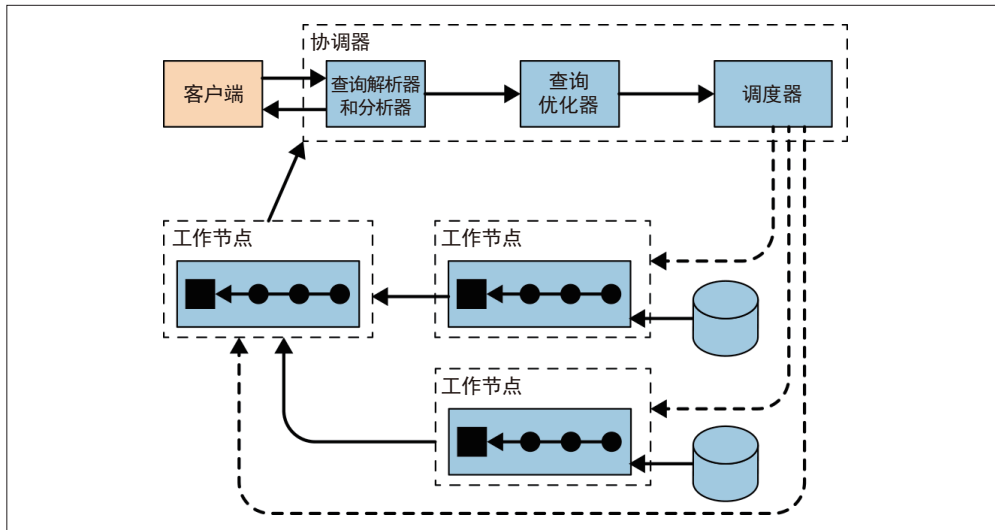 协调器
客户端
查询解析器
和分析器
查询
优化器
调度器
工作节点
工作节点
工作节点